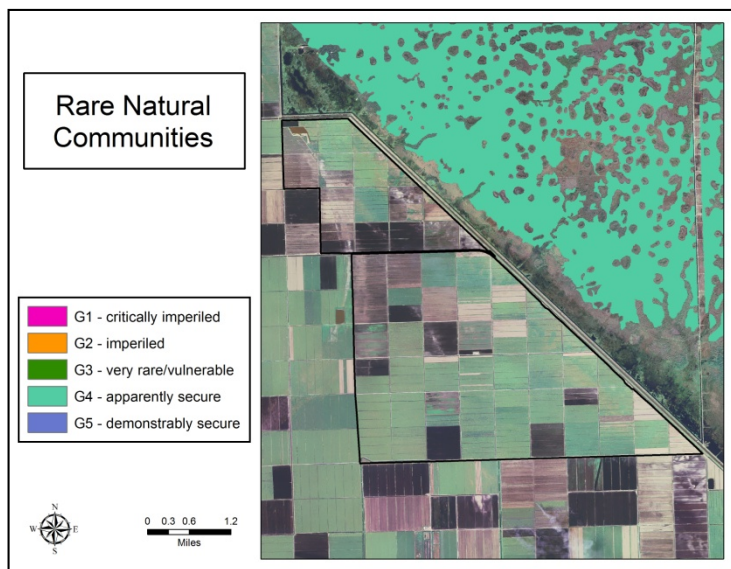 Rare Natural
Communities
G1 - critically imperiled
G2 - imperiled
G3 - very rare/vulnerable
G4 - apparently secure
G5 - demonstrably secure
N
W E
S
0 0.3 0.6 1.2
Miles